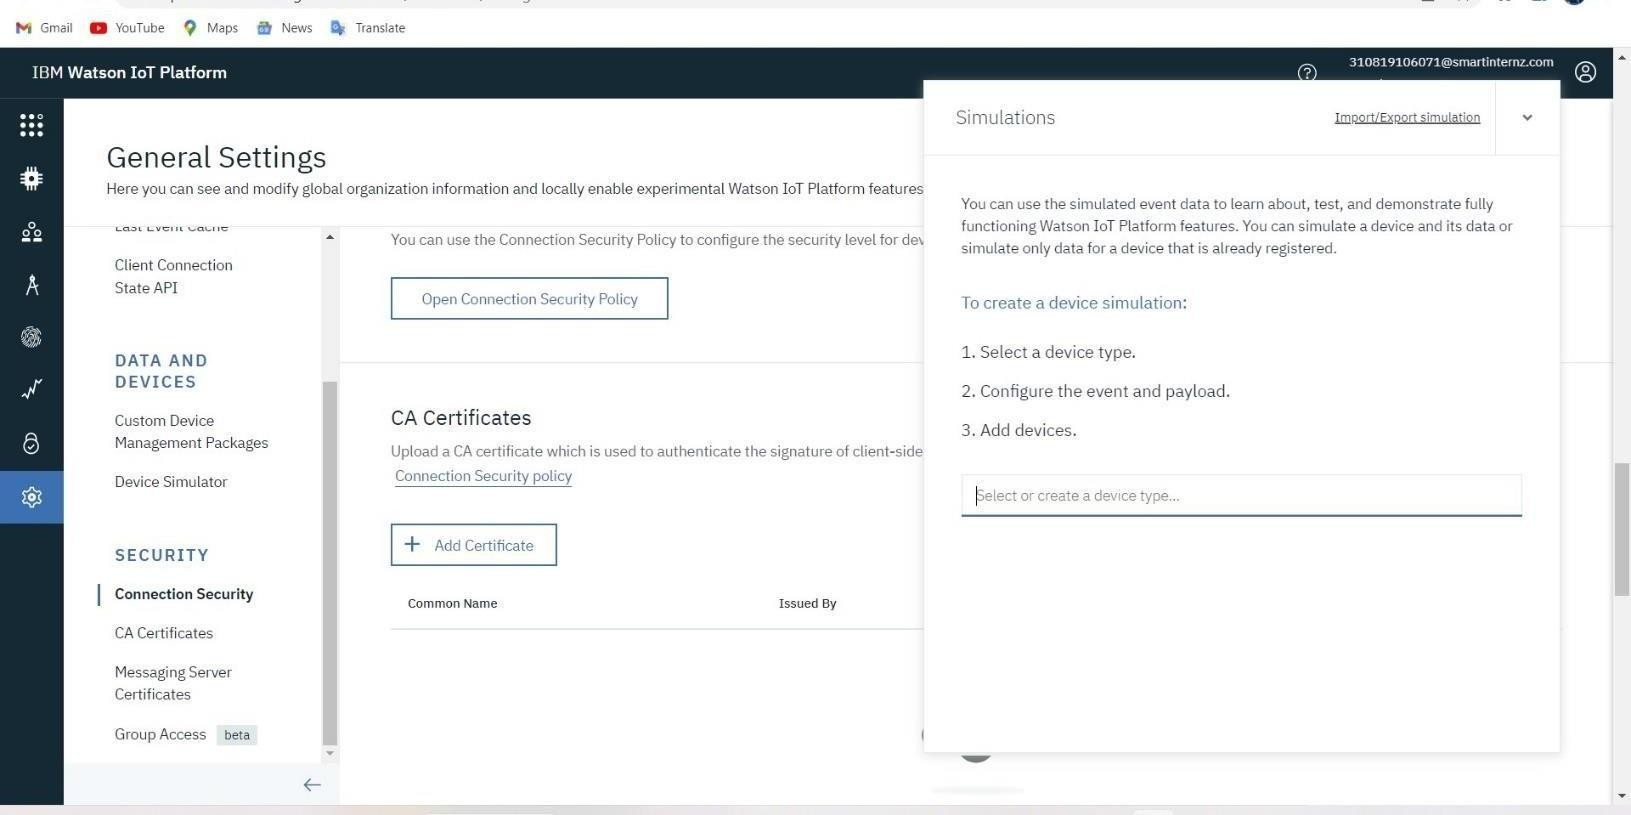 Gmail YouTube Maps News Translate
IBM Watson IoT Platform
310819106071@smartinternz.com
General Settings
Here you can see and modify global organization information and locally enable experimental Watson IoT Platform features
Last Event Cache
Client Connection
State API
DATA AND
DEVICES
Custom Device
Management Packages
Device Simulator
SECURITY
Connection Security
CA Certificates
Messaging Server
Certificates
Group Access beta
You can use the Connection Security Policy to configure the security level for dev
Open Connection Security Policy
CA Certificates
Upload a CA certificate which is used to authenticate the signature of client-side
Connection Security policy
+ Add Certificate
Common Name Issued By
Simulations Import/Export simulation
You can use the simulated event data to learn about, test, and demonstrate fully
functioning Watson IoT Platform features. You can simulate a device and its data or
simulate only data for a device that is already registered.
To create a device simulation:
1. Select a device type.
2. Configure the event and payload.
3. Add devices.
Select or create a device type...